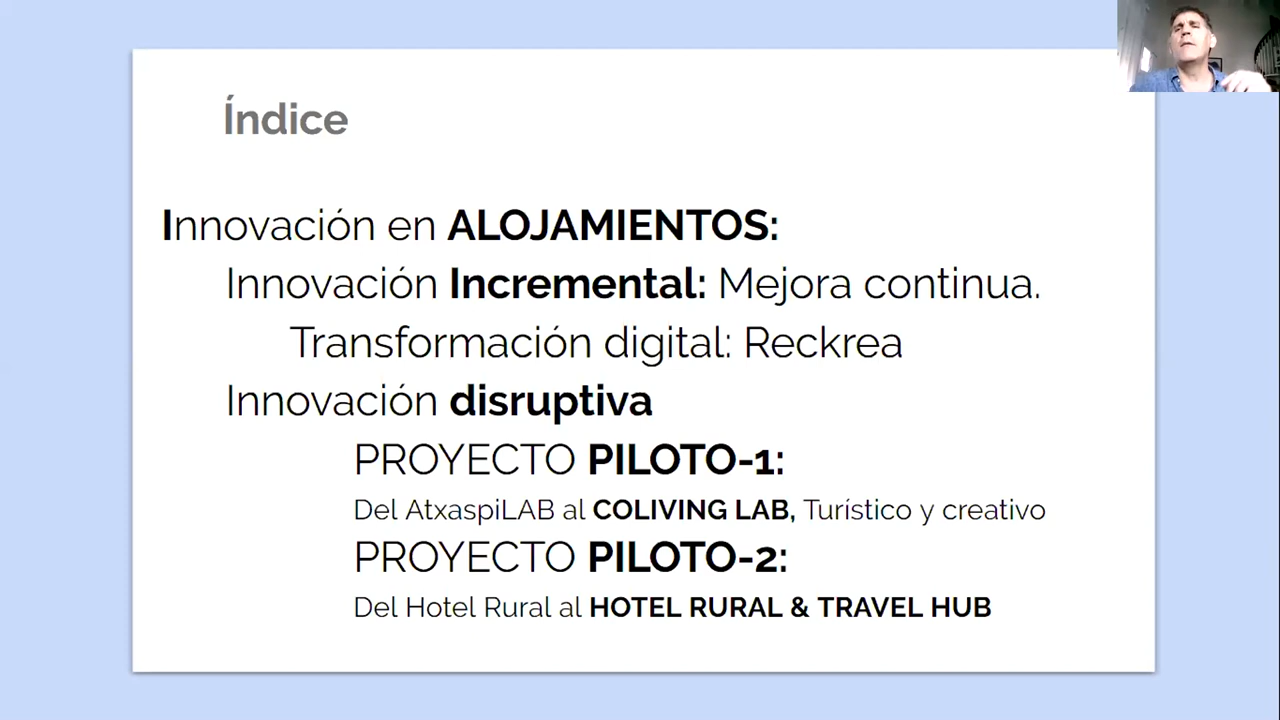 Índice
Innovación en ALOJAMIENTOS:
Innovación Incremental: Mejora continua.
Transformación digital: Reckrea
Innovación disruptiva
PROYECTO PILOTO-1:
Del AtxaspiLAB al COLIVING LAB, Turístico y creativo
PROYECTO PILOTO-2:
Del Hotel Rural al HOTEL RURAL & TRAVEL HUB